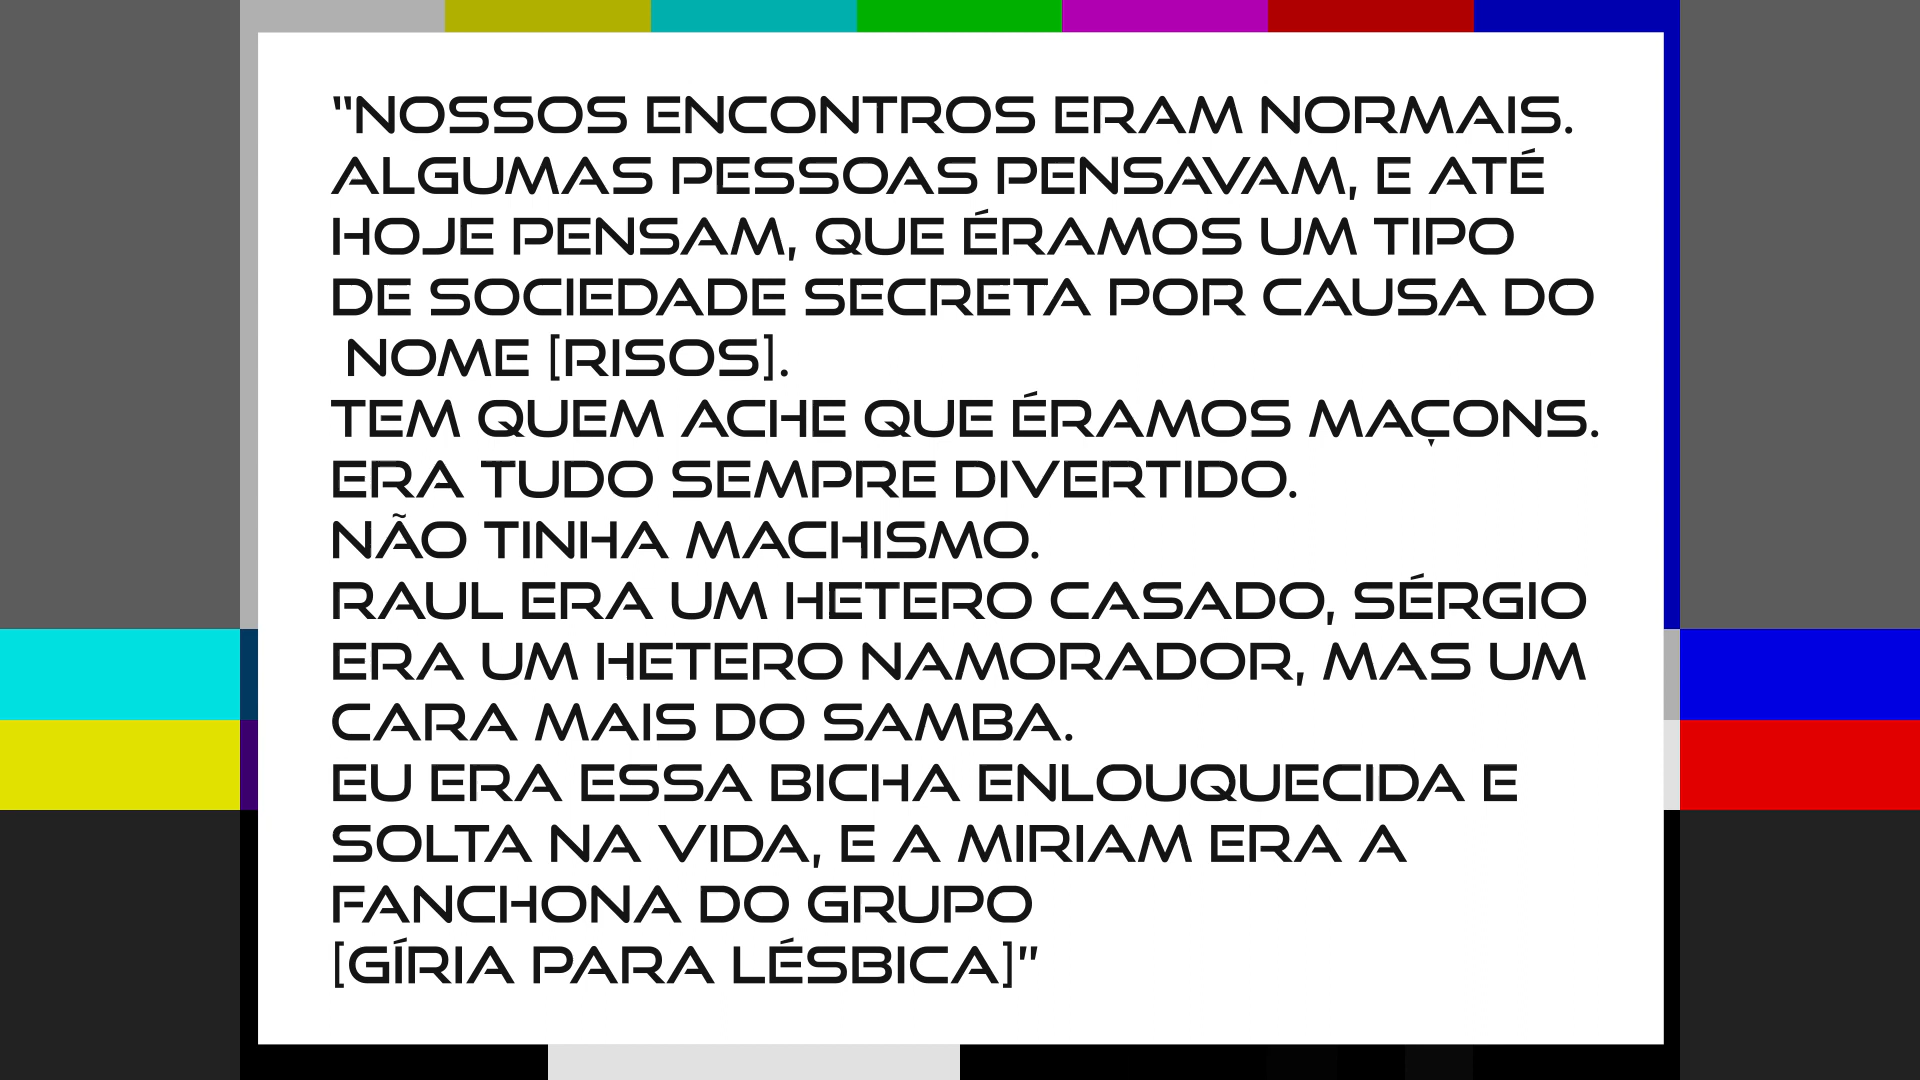 "NOSSOS ENCONTROS ERAM NORMAIS.
ALGUMAS PESSOAS PENSAVAM, E ATÉ
HOJE PENSAM, QUE ÉRAMOS UM TIPO
DE SOCIEDADE SECRETA POR CAUSA DO
NOME [RISOS].
TEM QUEM ACHE QUE ÉRAMOS MAÇONS.
ERA TUDO SEMPRE DIVERTIDO.
NÃO TINHA MACHISMO.
RAUL ERA UM HETERO CASADO, SÉRGIO
ERA UM HETERO NAMORADOR, MAS UM
CARA MAIS DO SAMBA.
EU ERA ESSA BICHA ENLOUQUECIDA E
SOLTA NA VIDA, E A MIRIAM ERA A
FANCHONA DO GRUPO
[GÍRIA PARA LÉSBICA]"